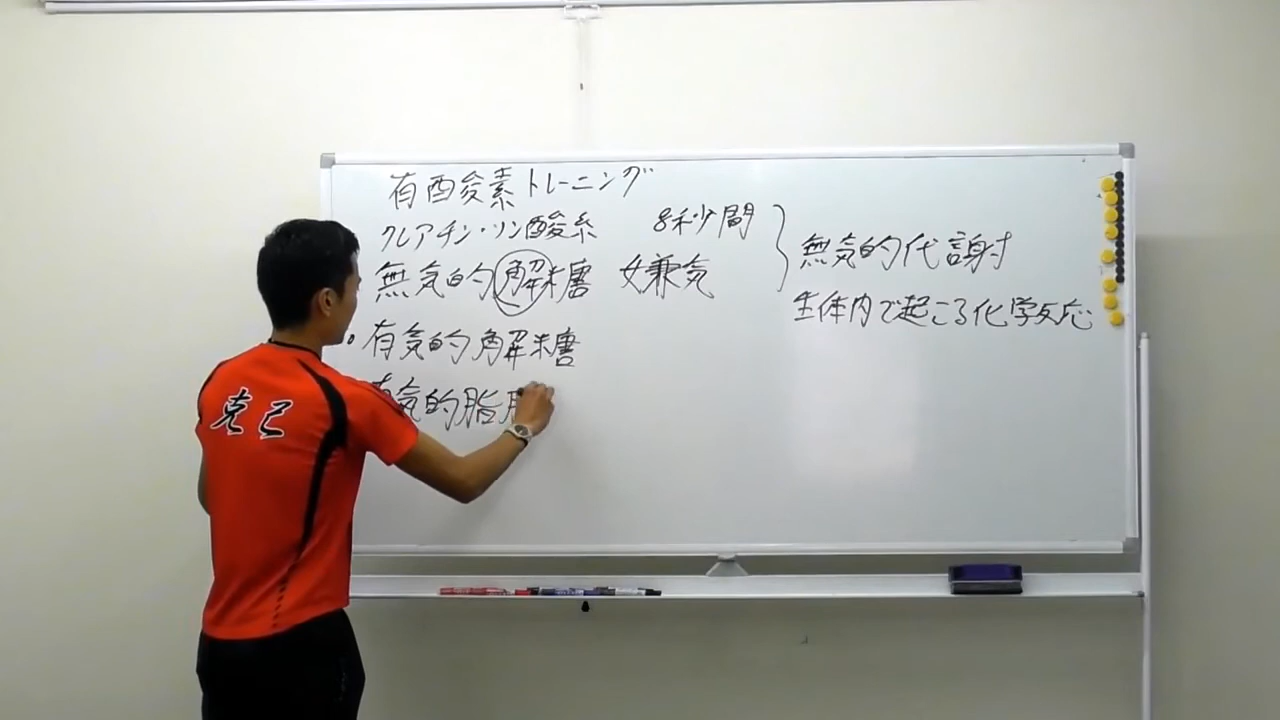 有酸素トレーニング
クレアチン・リン酸系 8秒間
無気的解糖 嫌気
無気的代謝
生体内で起こる化学反応
・有気的解糖
有気的脂
克己